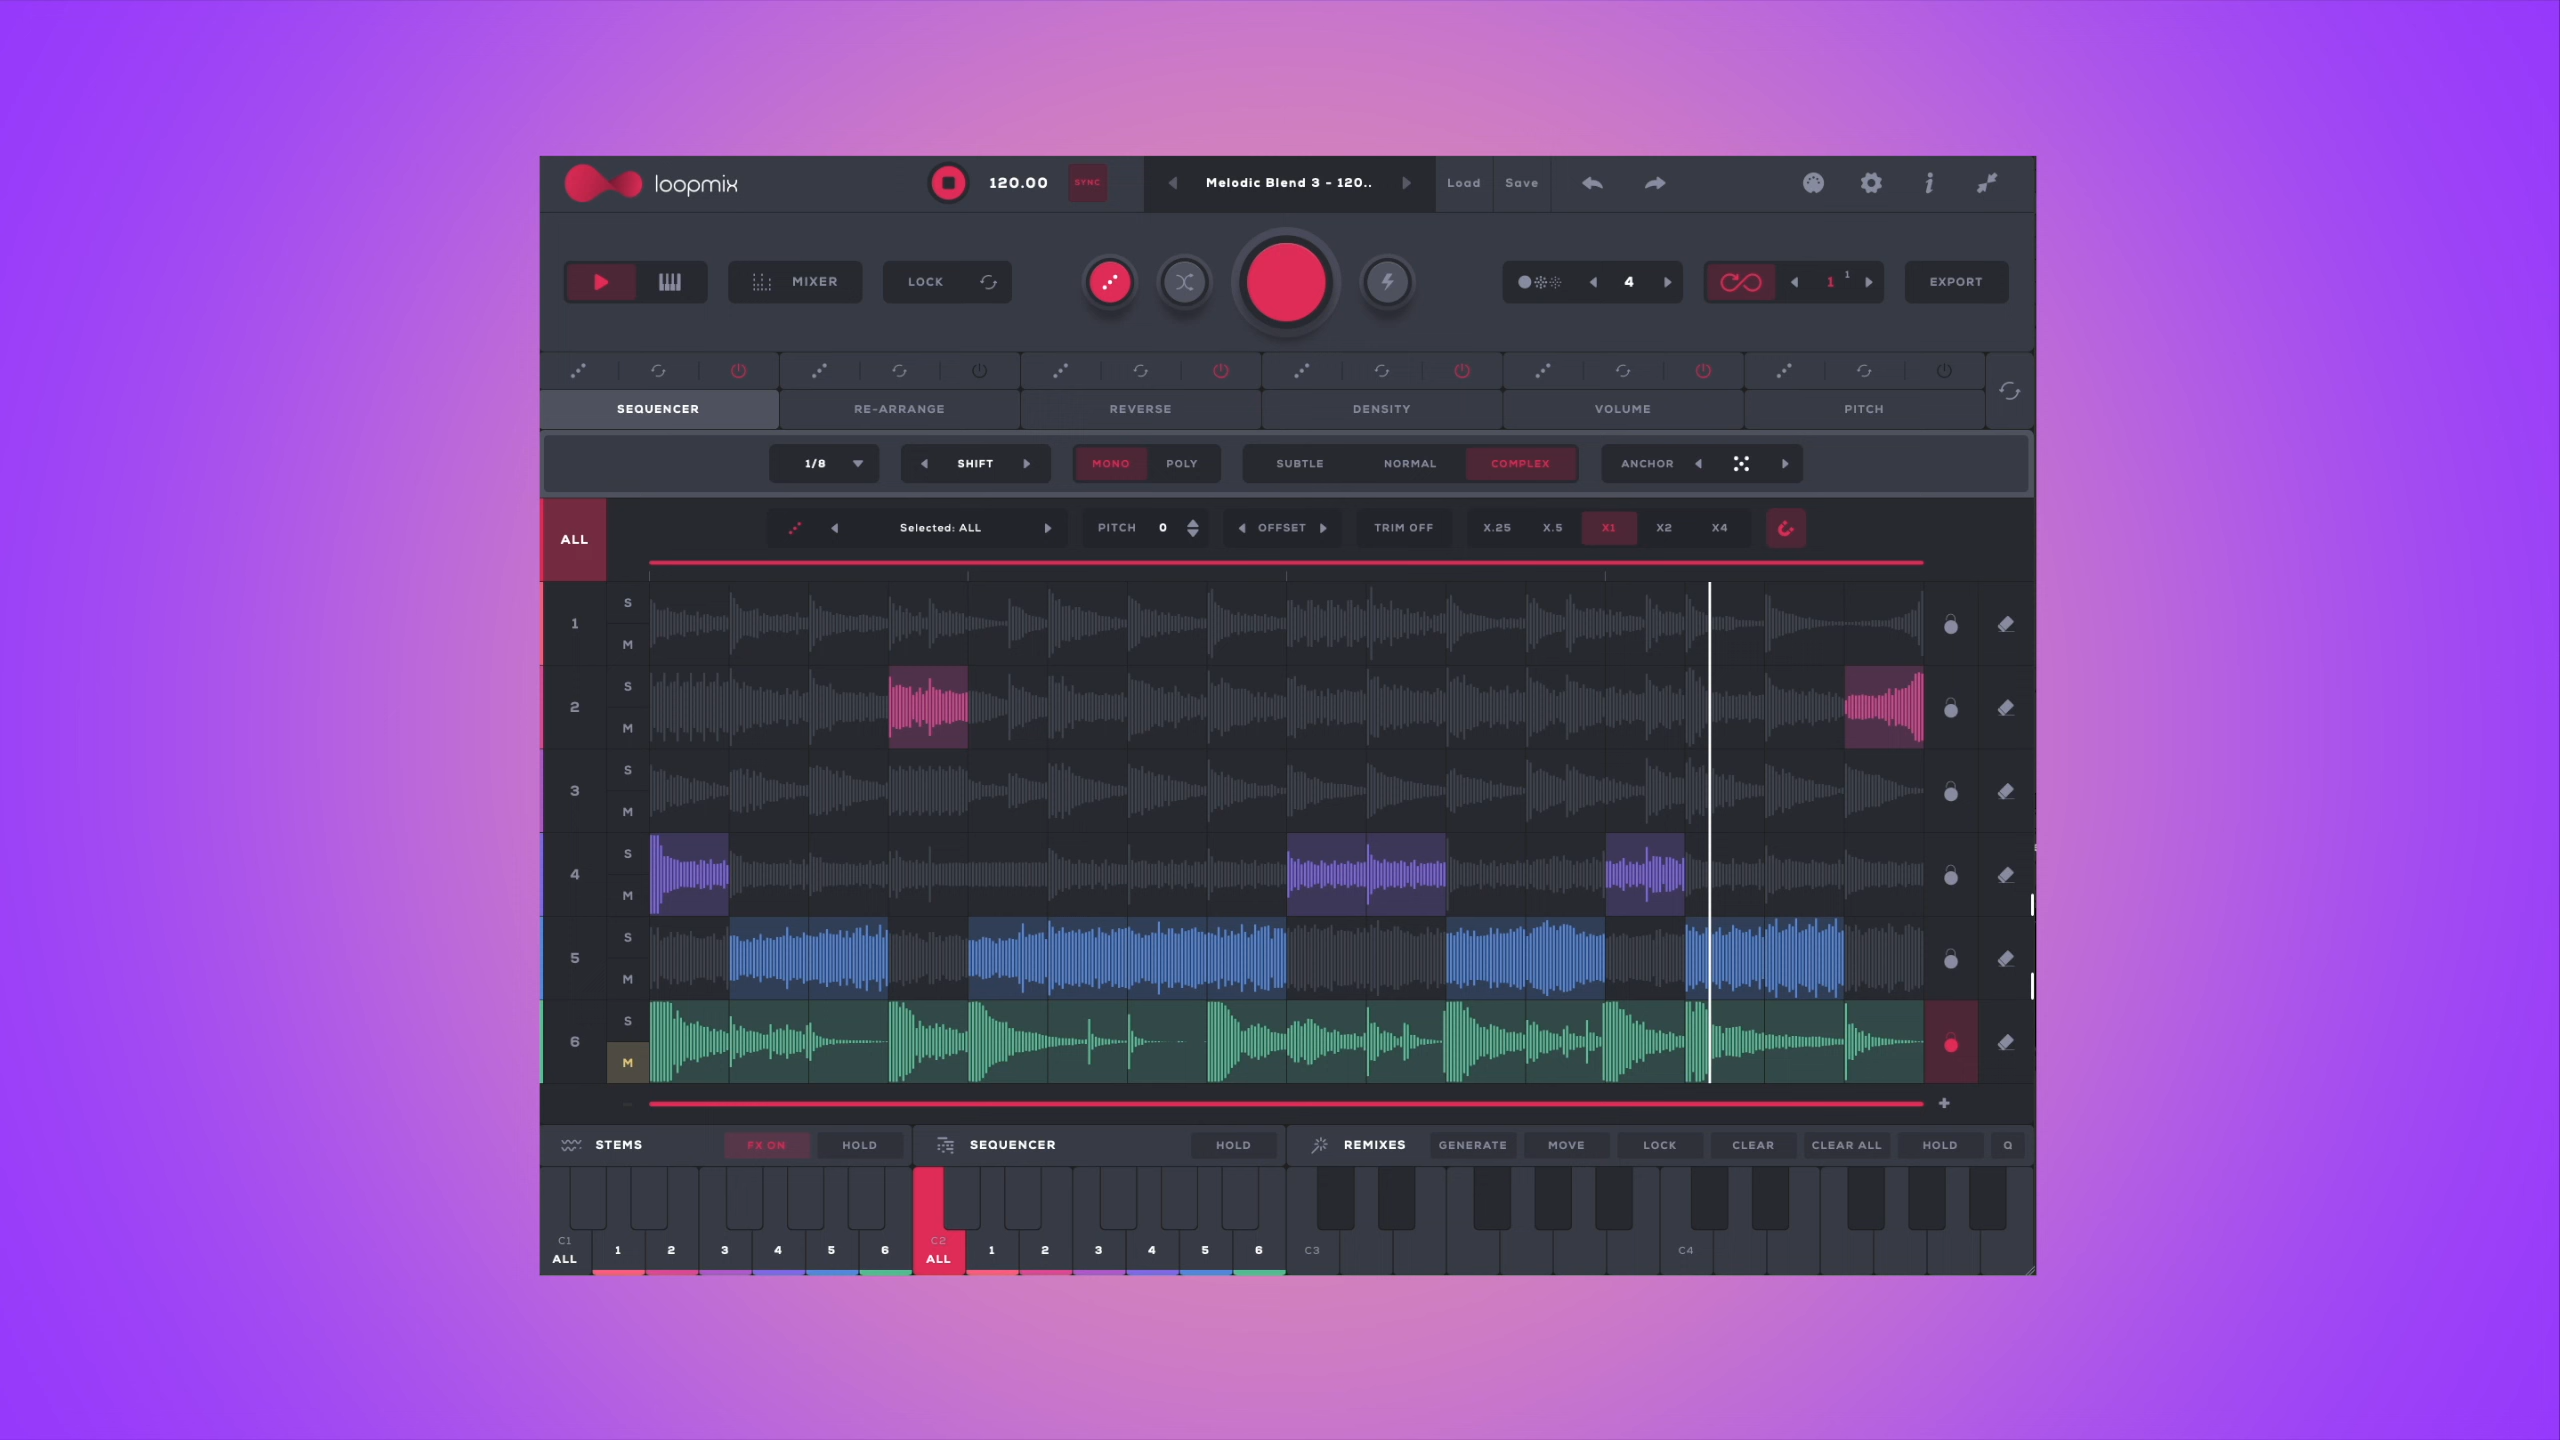 loopmix 120.00 SYNC Melodic Blend 3 - 120.. Load Save i
MIXER LOCK 4 1 1 EXPORT
SEQUENCER RE-ARRANGE REVERSE DENSITY VOLUME PITCH
1/8 SHIFT MONO POLY SUBTLE NORMAL COMPLEX ANCHOR
ALL Selected: ALL PITCH 0 OFFSET TRIM OFF X.25 X.5 X1 X2 X4
S
1
M
S
2
M
S
3
M
S
4
M
S
5
M
S
6
M
STEMS FX ON HOLD SEQUENCER HOLD REMIXES GENERATE MOVE LOCK CLEAR CLEAR ALL HOLD Q
C1 C2 C3 C4
ALL 1 2 3 4 5 6 ALL 1 2 3 4 5 6